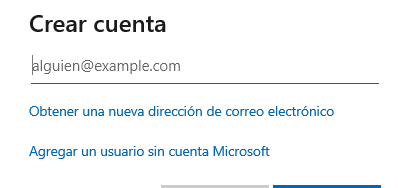 Crear cuenta
alguien@example.com
Obtener una nueva dirección de correo electrónico
Agregar un usuario sin cuenta Microsoft